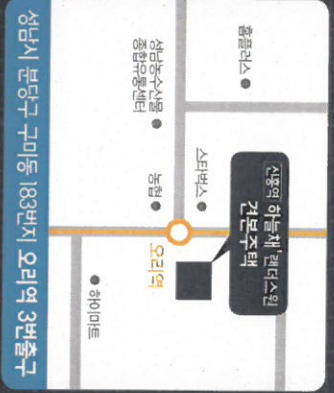 홈플러스
성남농수산물
종합유통센터
스타벅스
농협
신흥역 하늘채 랜더스원
견본주택
오리역
하이마트
성남시 분당구 구미동 183번지 오리역 3번출구